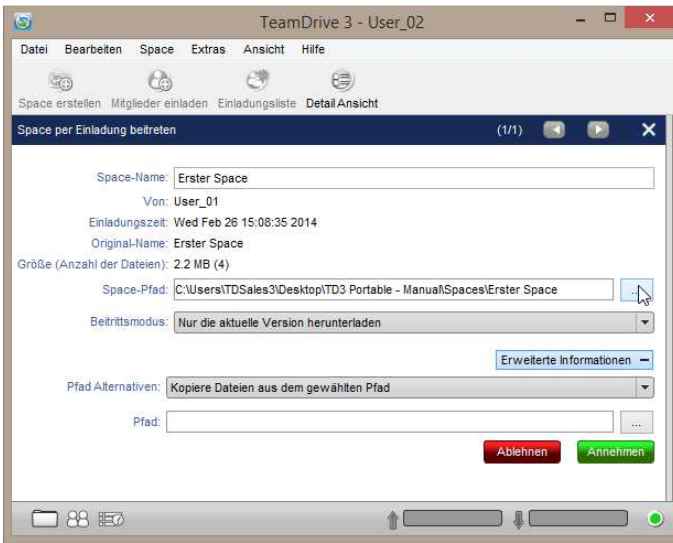 TeamDrive 3 - User_02
Datei Bearbeiten Space Extras Ansicht Hilfe
Space erstellen Mitglieder einladen Einladungsliste Detail Ansicht
Space per Einladung beitreten (1/1)
Space-Name: Erster Space
Von: User_01
Einladungszeit: Wed Feb 26 15:08:35 2014
Original-Name: Erster Space
Größe (Anzahl der Dateien): 2.2 MB (4)
Space-Pfad: C:\Users\TDSales3\Desktop\TD3 Portable - Manual\Spaces\Erster Space ...
Beitrittsmodus: Nur die aktuelle Version herunterladen
Erweiterte Informationen −
Pfad Alternativen: Kopiere Dateien aus dem gewählten Pfad
Pfad: ...
Ablehnen Annehmen